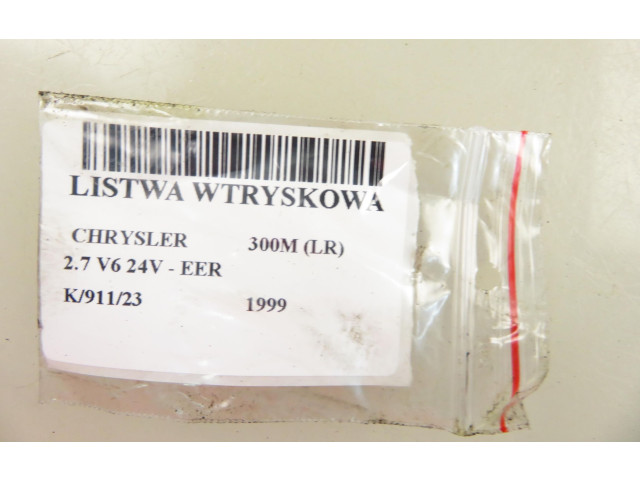 LISTWA WTRYSKOWA
CHRYSLER 300M (LR)
2.7 V6 24V - EER
K/911/23 1999